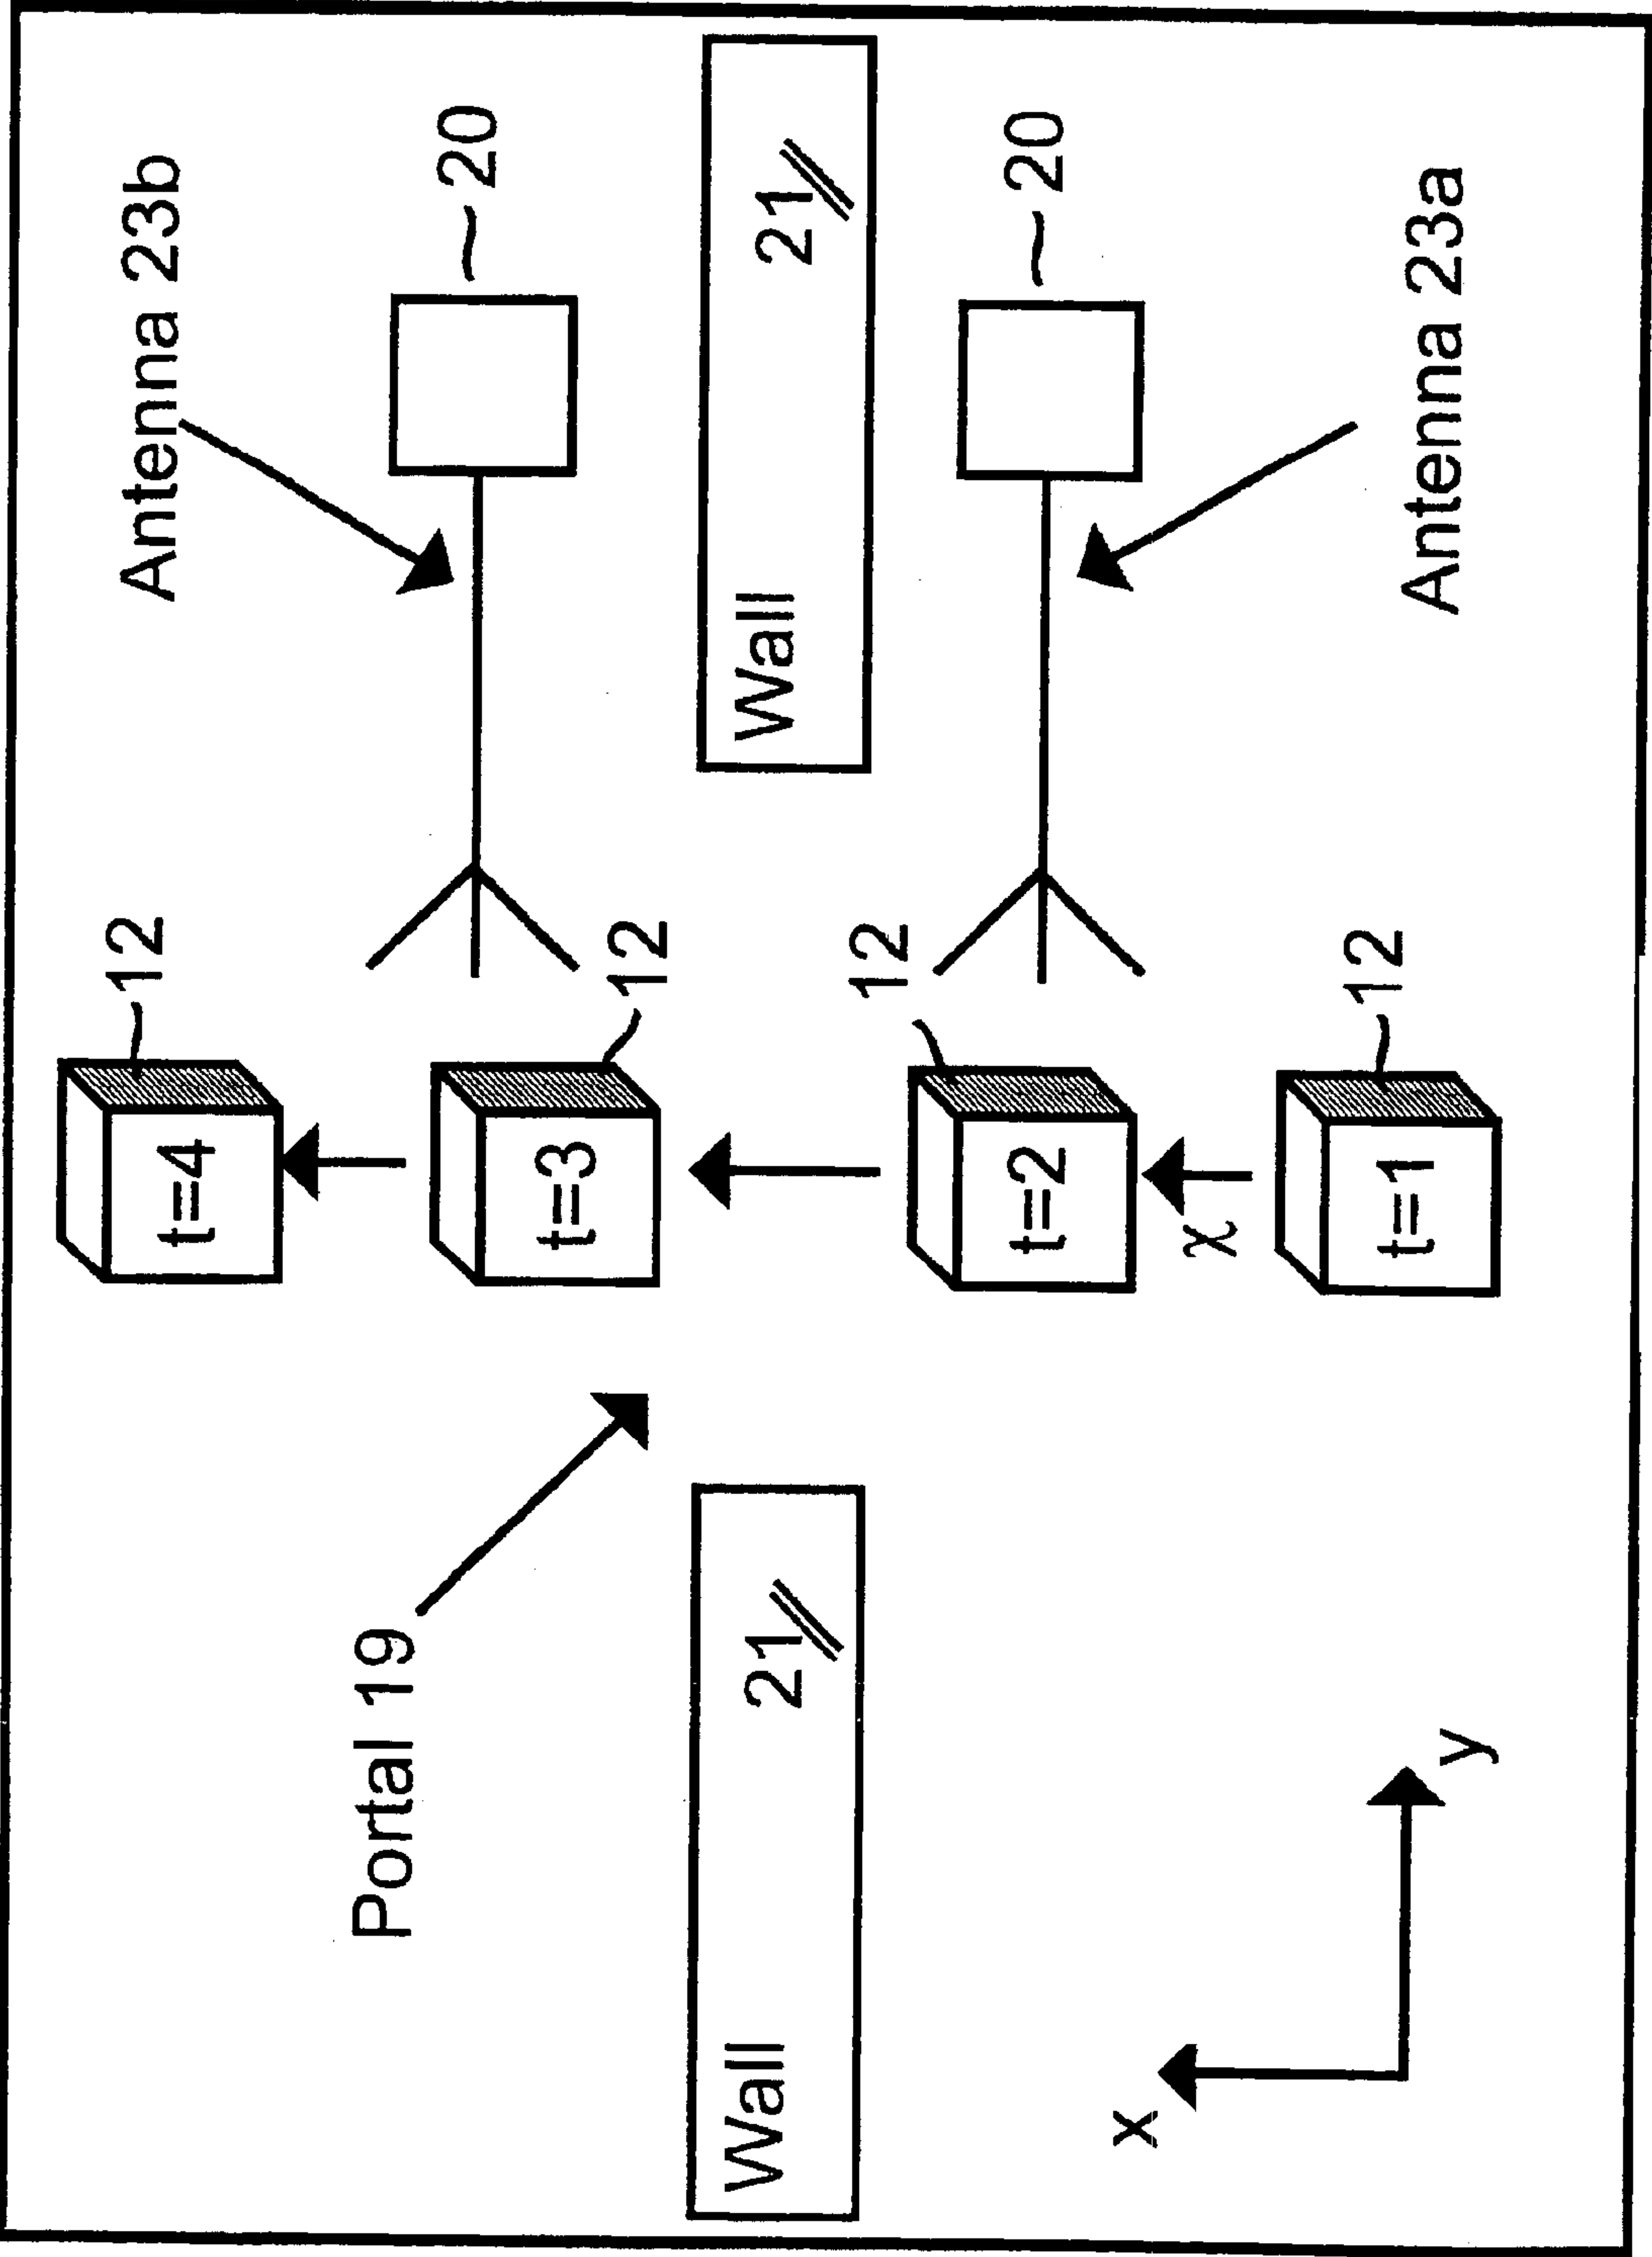 12
Antenna 23b
t=4
Portal 19
20
t=3
12
Wall
21
Wall
21
12
t=2
20
x
χ
t=1
12
Antenna 23a
y